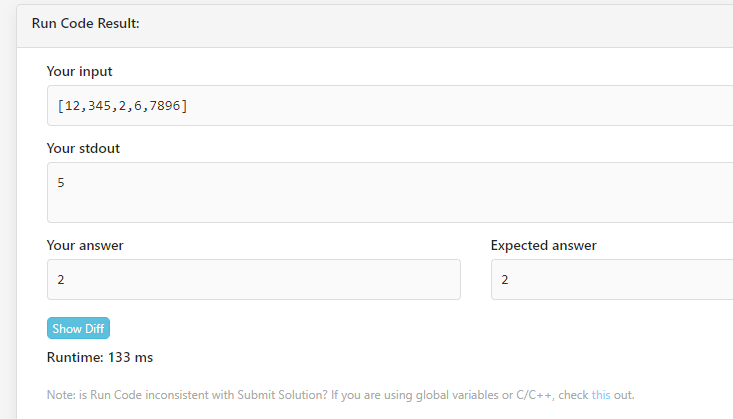 Run Code Result:
Your input
[12,345,2,6,7896]
Your stdout
5
Your answer
Expected answer
2
2
Show Diff
Runtime: 133 ms
Note: is Run Code inconsistent with Submit Solution? If you are using global variables or C/C++, check this out.